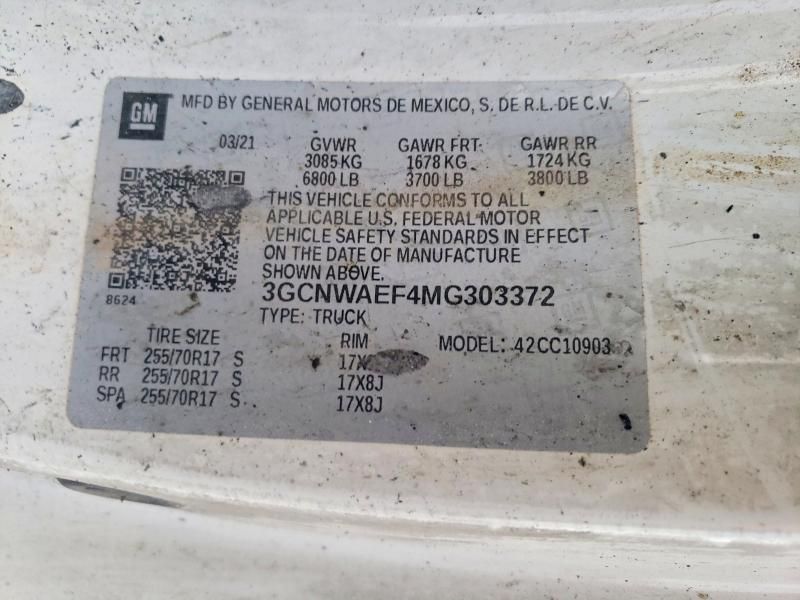 GM MFD BY GENERAL MOTORS DE MEXICO, S. DE R.L. DE C.V.
03/21 GVWR GAWR FRT GAWR RR
3085 KG 1678 KG 1724 KG
6800 LB 3700 LB 3800 LB
THIS VEHICLE CONFORMS TO ALL
APPLICABLE U.S. FEDERAL MOTOR
VEHICLE SAFETY STANDARDS IN EFFECT
ON THE DATE OF MANUFACTURE
SHOWN ABOVE.
8624
3GCNWAEF4MG303372
TYPE: TRUCK
TIRE SIZE RIM MODEL: 42CC10903
FRT 255/70R17 S
RR 255/70R17 S 17X8J
SPA 255/70R17 S 17X8J